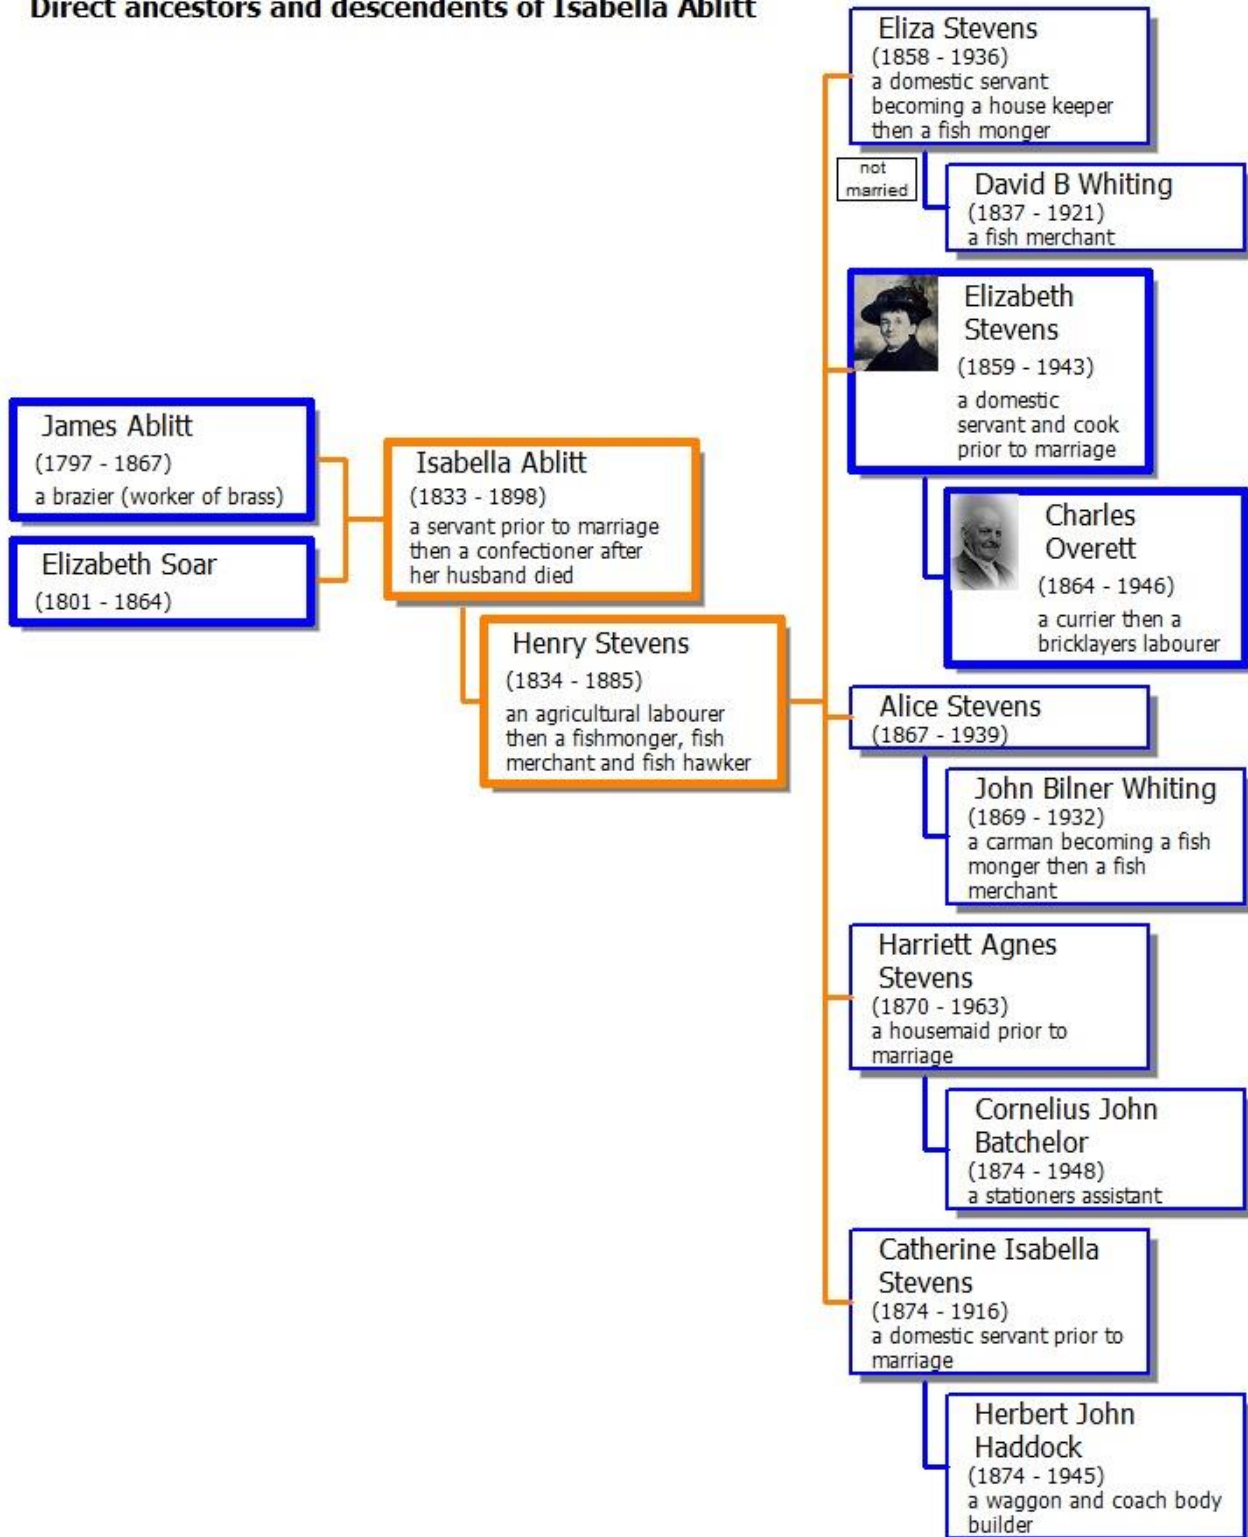 Direct ancestors and descendents of Isabella Ablitt
James Ablitt
(1797 - 1867)
a brazier (worker of brass)
Elizabeth Soar
(1801 - 1864)
Isabella Ablitt
(1833 - 1898)
a servant prior to marriage
then a confectioner after
her husband died
Henry Stevens
(1834 - 1885)
an agricultural labourer
then a fishmonger, fish
merchant and fish hawker
Eliza Stevens
(1858 - 1936)
a domestic servant
becoming a house keeper
then a fish monger
not
married
David B Whiting
(1837 - 1921)
a fish merchant
Elizabeth
Stevens
(1859 - 1943)
a domestic
servant and cook
prior to marriage
Charles
Overett
(1864 - 1946)
a currier then a
bricklayers labourer
Alice Stevens
(1867 - 1939)
John Bilner Whiting
(1869 - 1932)
a carman becoming a fish
monger then a fish
merchant
Harriett Agnes
Stevens
(1870 - 1963)
a housemaid prior to
marriage
Cornelius John
Batchelor
(1874 - 1948)
a stationers assistant
Catherine Isabella
Stevens
(1874 - 1916)
a domestic servant prior to
marriage
Herbert John
Haddock
(1874 - 1945)
a waggon and coach body
builder